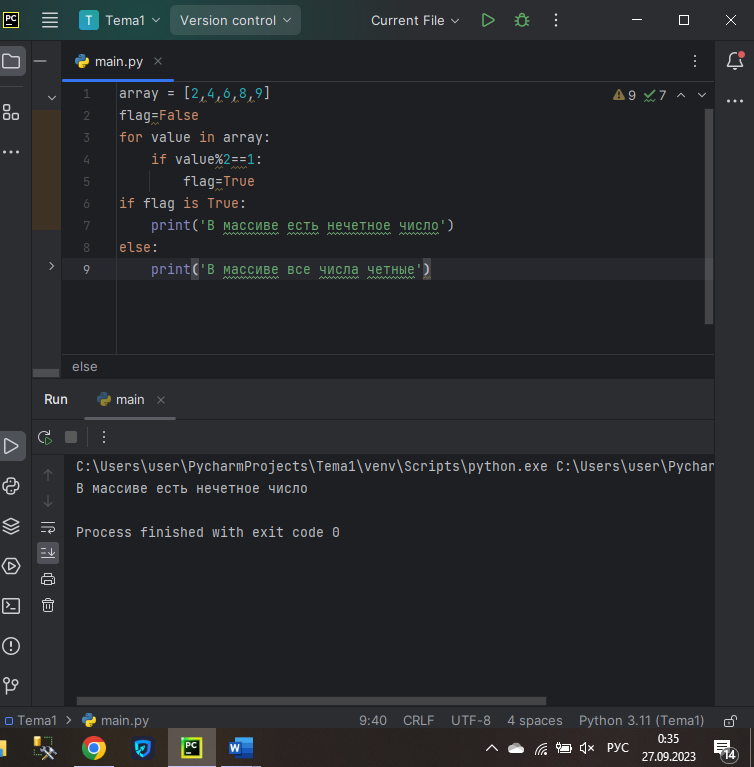 PC T Tema1 Version control Current File
main.py
1 array = [2,4,6,8,9] 9 7
2 flag=False
3 for value in array:
4 if value%2==1:
5 flag=True
6 if flag is True:
7 print('В массиве есть нечетное число')
8 else:
9 print('В массиве все числа четные')
else
Run main
C:\Users\user\PycharmProjects\Tema1\venv\Scripts\python.exe C:\Users\user\Pychar
В массиве есть нечетное число
Process finished with exit code 0
Tema1 > main.py 9:40 CRLF UTF-8 4 spaces Python 3.11 (Tema1)
PC W РУС 0:35
27.09.2023 14